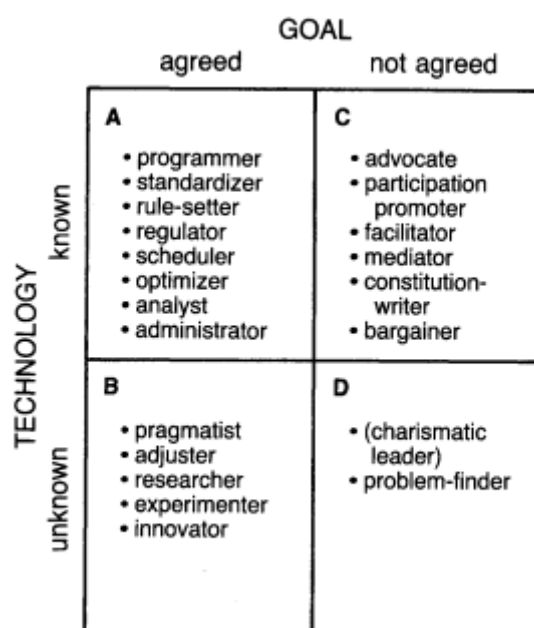 GOAL
agreed
not agreed
TECHNOLOGY
known
A
• programmer
• standardizer
• rule-setter
• regulator
• scheduler
• optimizer
• analyst
• administrator
C
• advocate
• participation
promoter
• facilitator
• mediator
• constitution-
writer
• bargainer
unknown
B
• pragmatist
• adjuster
• researcher
• experimenter
• innovator
D
• (charismatic
leader)
• problem-finder